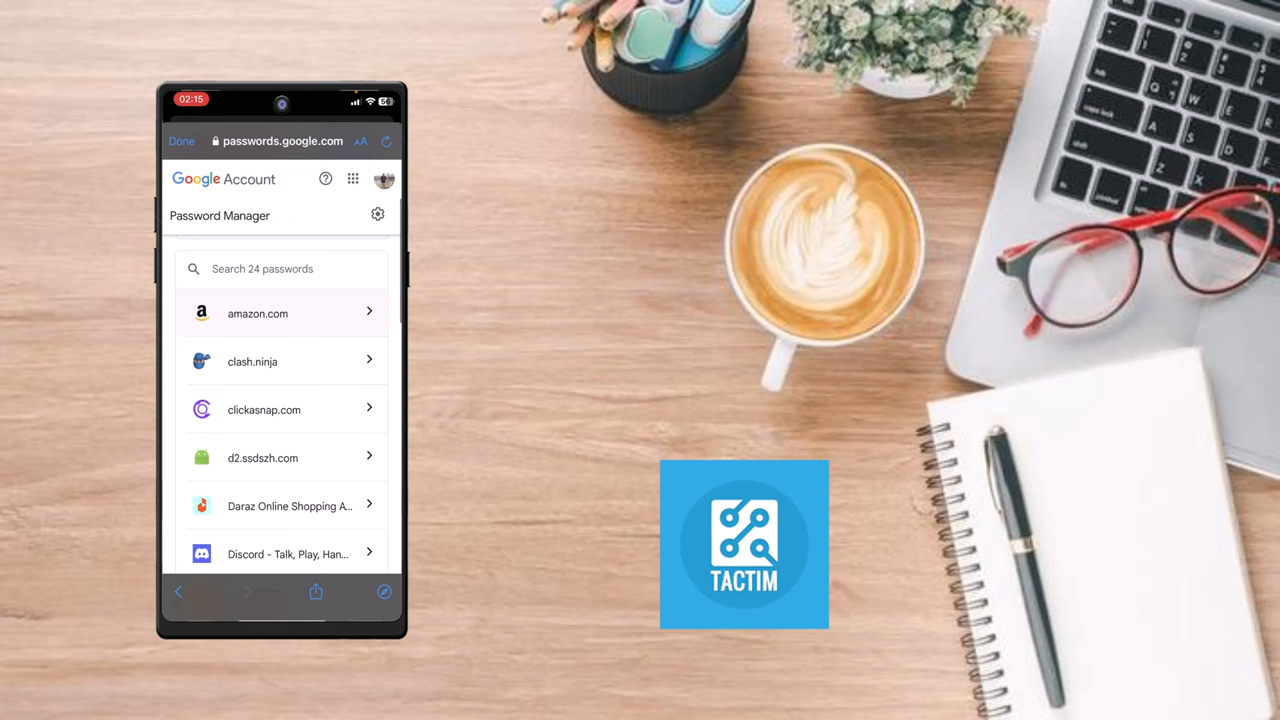 02:15
56
Done
passwords.google.com
AA
Google Account
Password Manager
Search 24 passwords
amazon.com
clash.ninja
clickasnap.com
d2.ssdszh.com
Daraz Online Shopping A...
Discord - Talk, Play, Han...
TACTIM